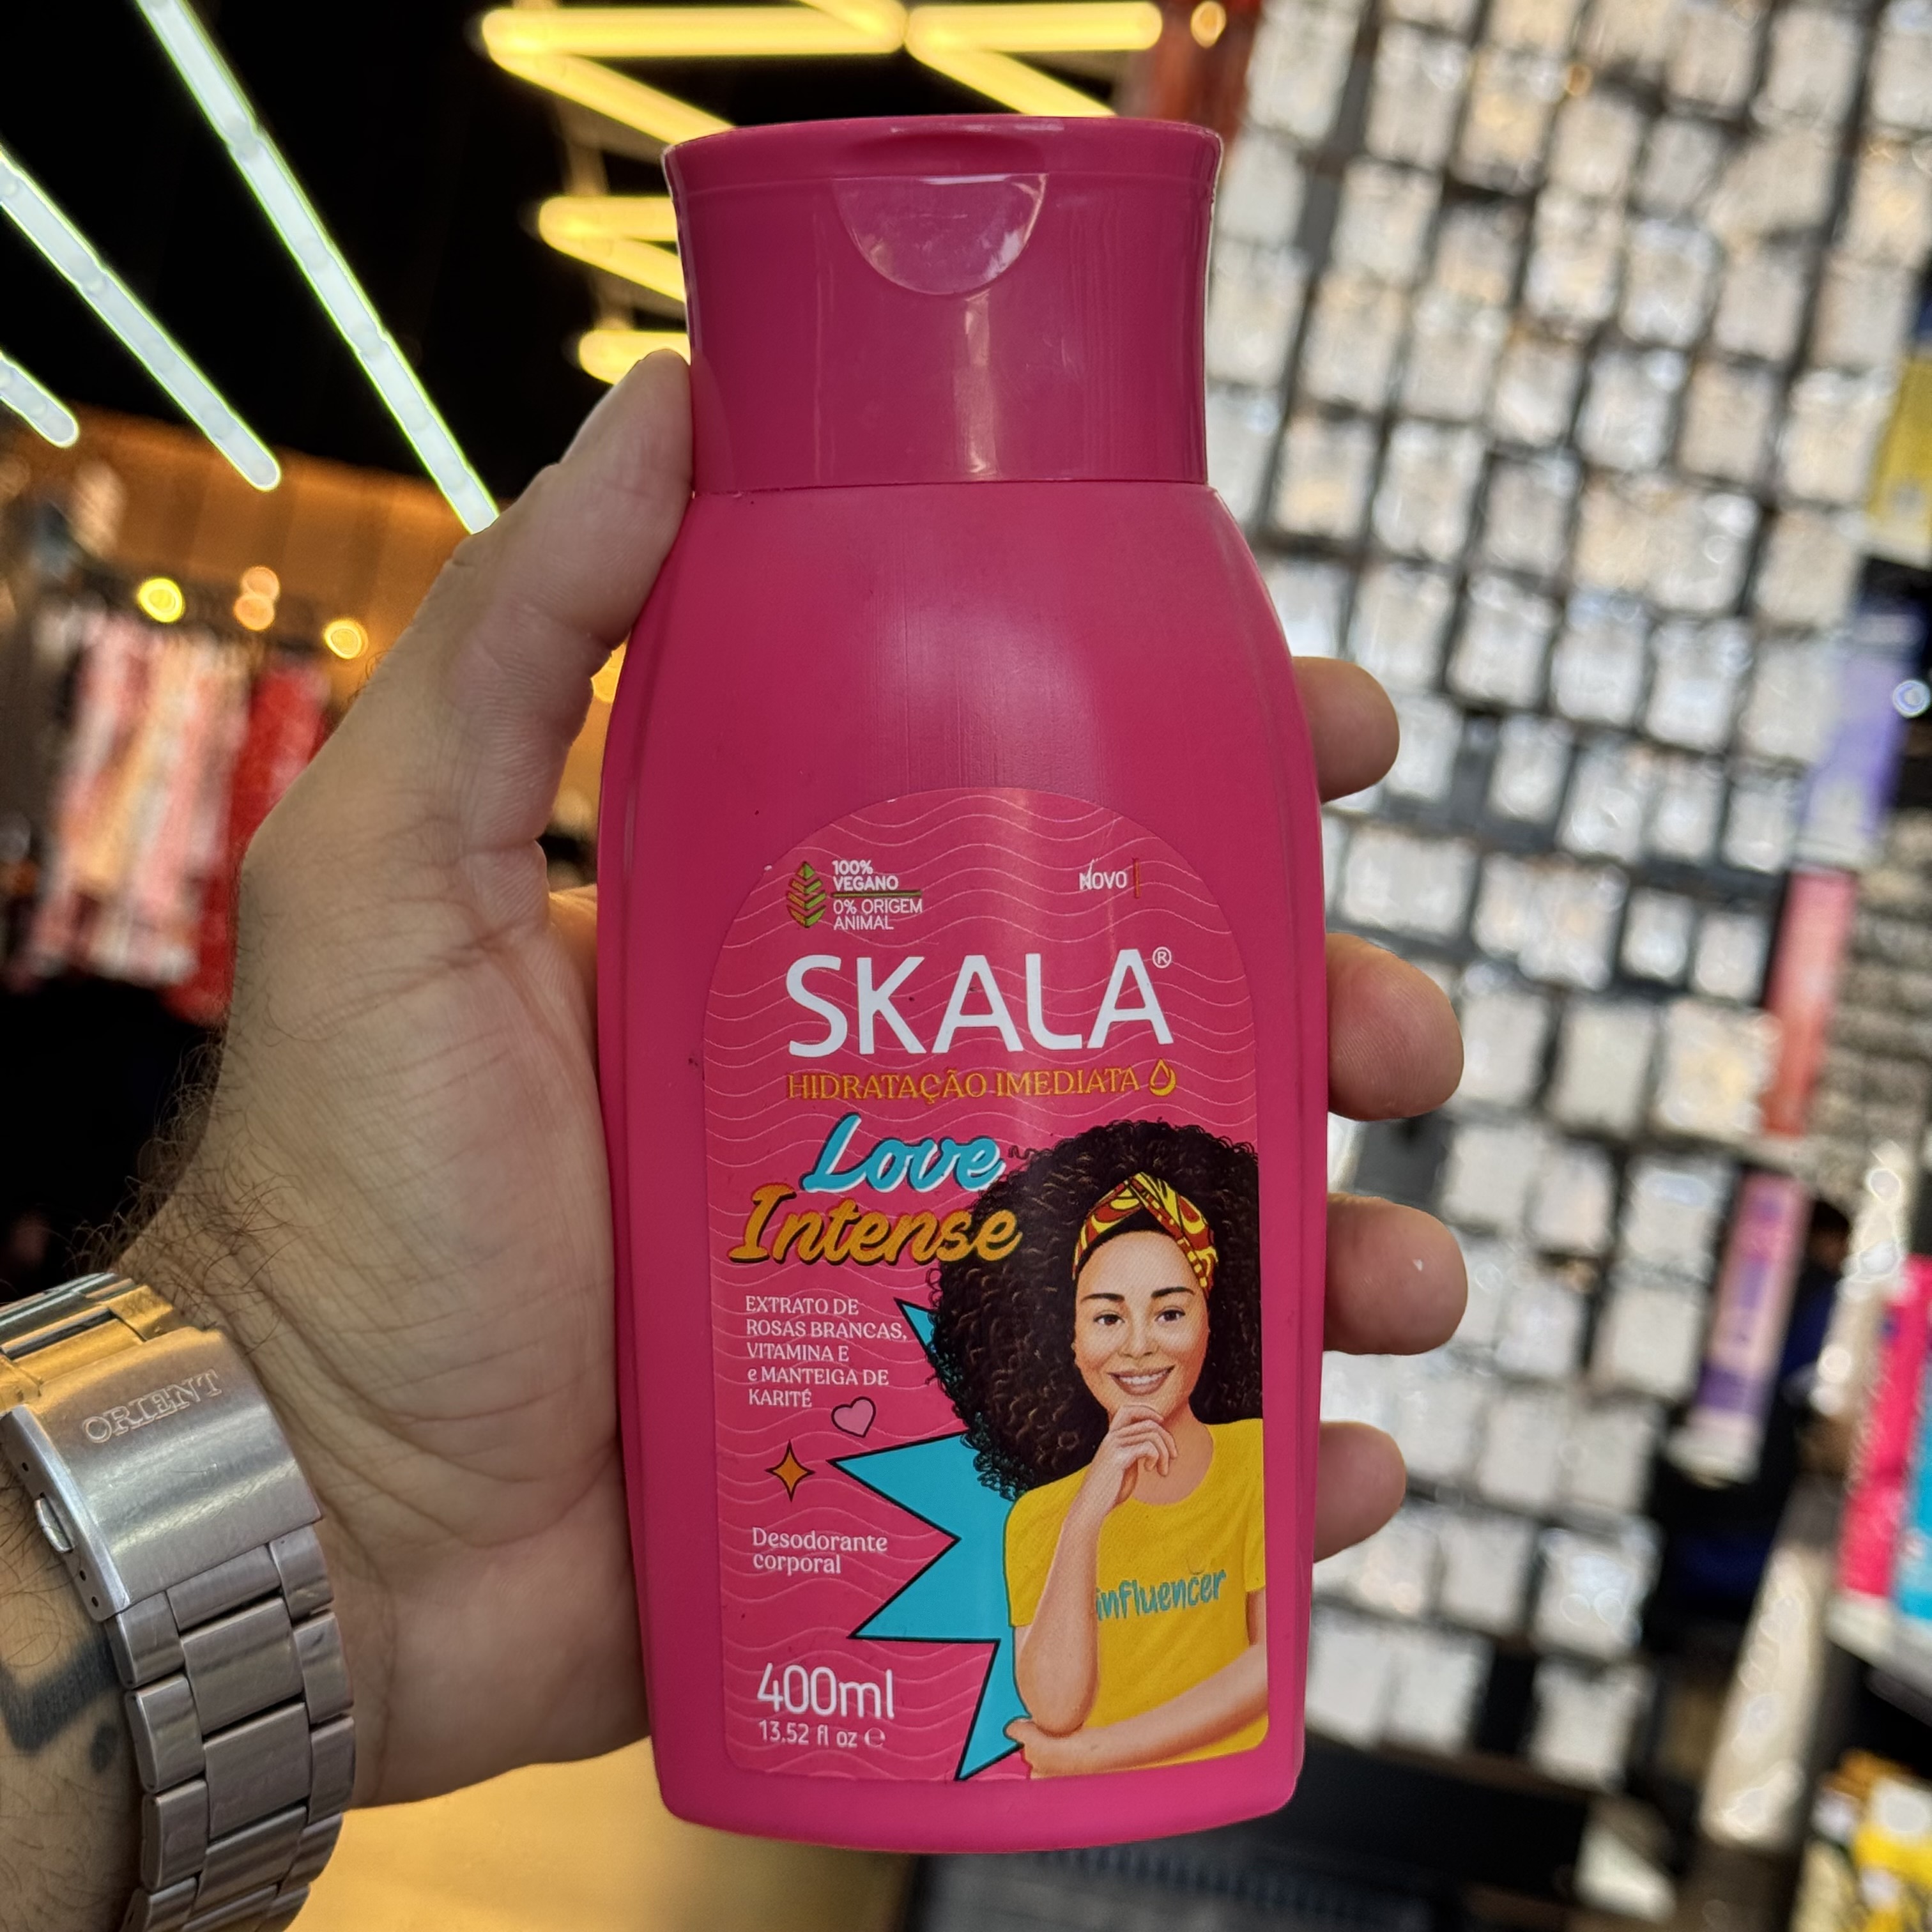 100%
VEGANO
0% ORIGEM
ANIMAL
Novo
SKALA®
HIDRATAÇÃO IMEDIATA
Love
Intense
EXTRATO DE
ROSAS BRANCAS,
VITAMINA E
e MANTEIGA DE
KARITÉ
Desodorante
corporal
influencer
400ml
13.52 fl oz ℮
ORIENT